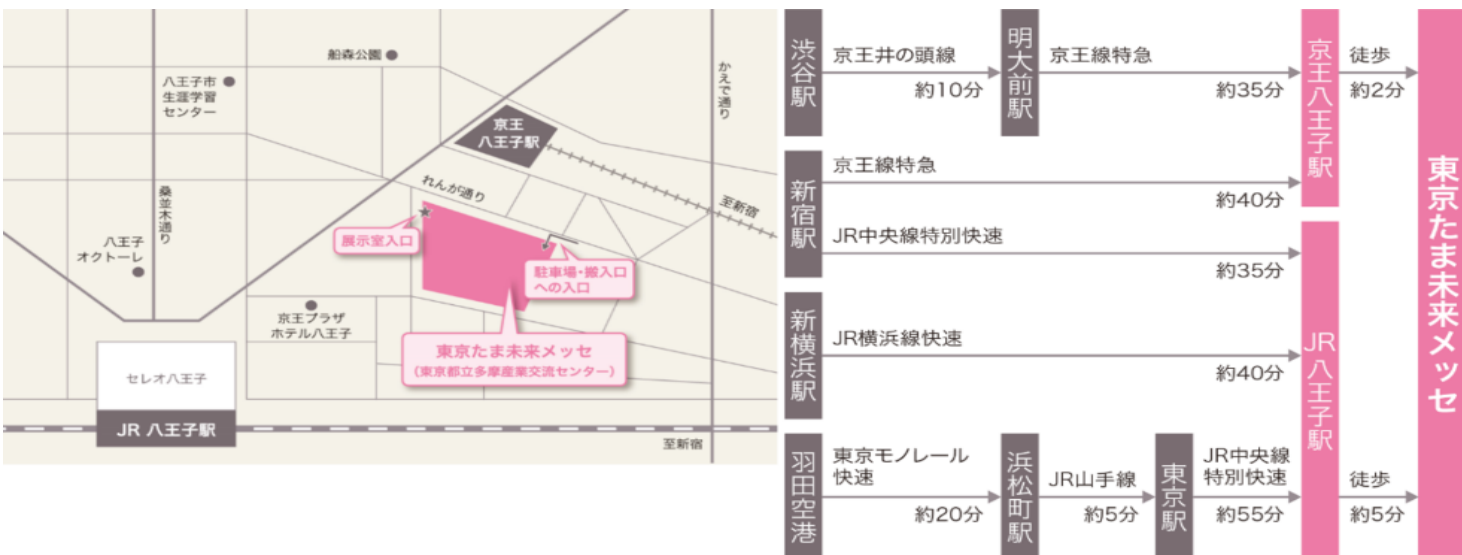 船森公園
八王子市
生涯学習
センター
かえで通り
京王
八王子駅
桑並木通り
れんが通り
至新宿
展示室入口
八王子
オクトーレ
駐車場・搬入口
への入口
京王プラザ
ホテル八王子
東京たま未来メッセ
(東京都立多摩産業交流センター)
セレオ八王子
JR 八王子駅
至新宿
渋谷駅
京王井の頭線
約10分
明大前駅
京王線特急
約35分
京王八王子駅
徒歩
約2分
東京たま未来メッセ
新宿駅
京王線特急
約40分
JR中央線特別快速
約35分
新横浜駅
JR横浜線快速
約40分
JR八王子駅
羽田空港
東京モノレール
快速
約20分
浜松町駅
JR山手線
約5分
東京駅
JR中央線
特別快速
約55分
徒歩
約5分